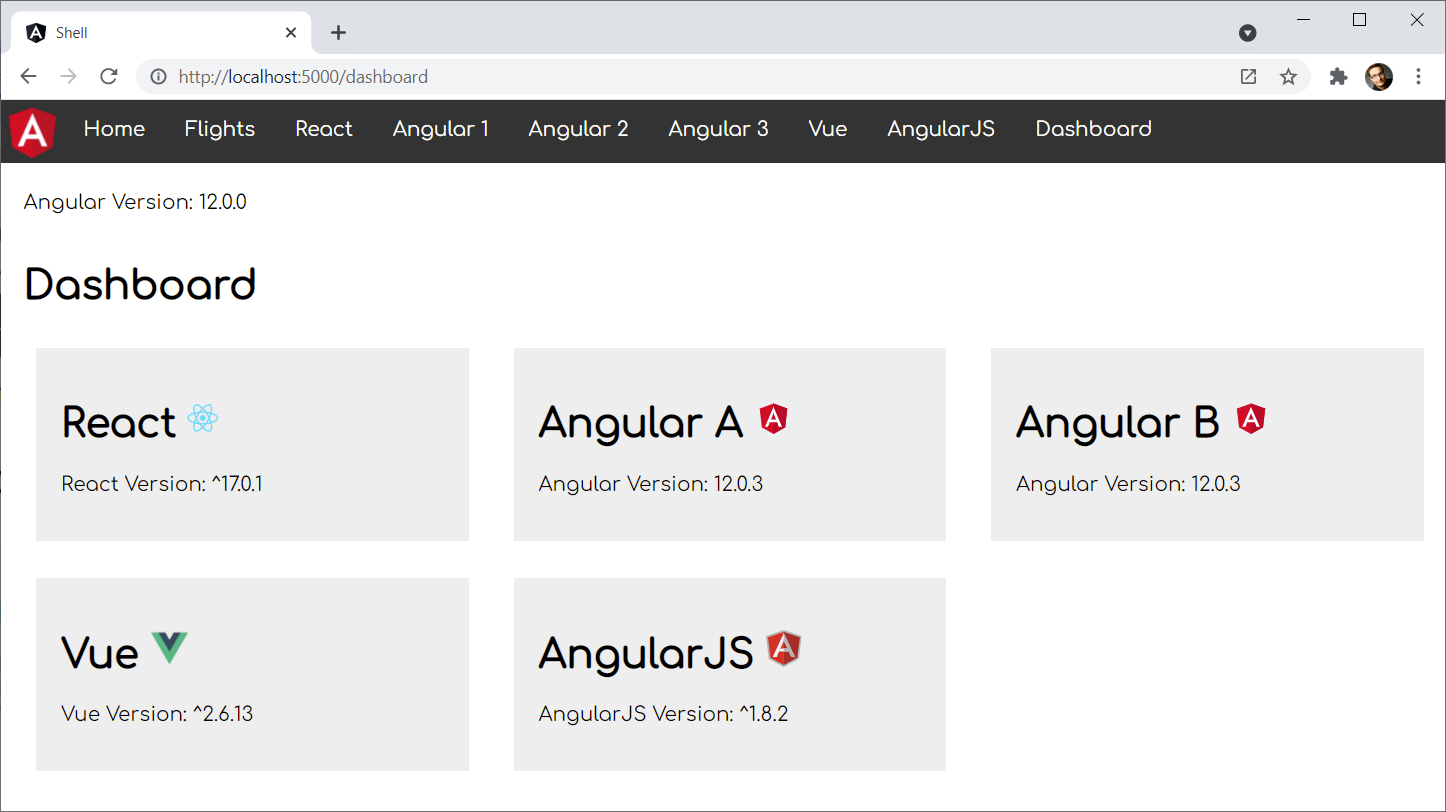 Shell
http://localhost:5000/dashboard
Home Flights React Angular 1 Angular 2 Angular 3 Vue AngularJS Dashboard
Angular Version: 12.0.0
Dashboard
React
React Version: ^17.0.1
Angular A
Angular Version: 12.0.3
Angular B
Angular Version: 12.0.3
Vue
Vue Version: ^2.6.13
AngularJS
AngularJS Version: ^1.8.2